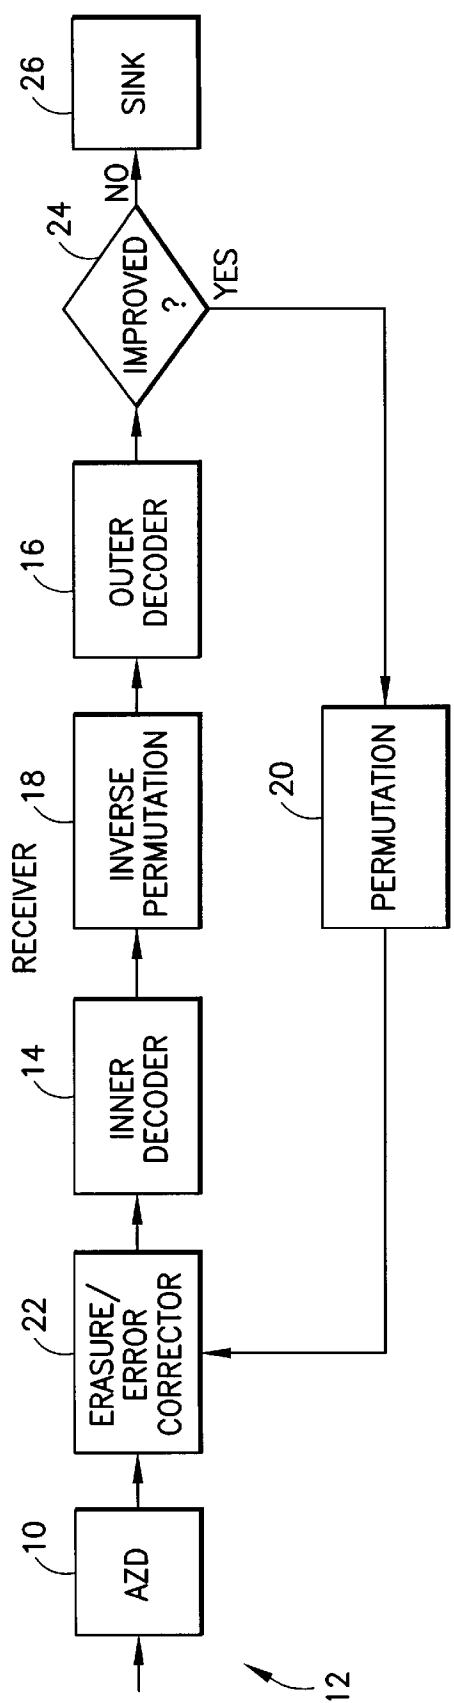 RECEIVER
12
10
AZD
22
ERASURE/
ERROR
CORRECTOR
14
INNER
DECODER
18
INVERSE
PERMUTATION
16
OUTER
DECODER
24
IMPROVED
?
NO
YES
26
SINK
20
PERMUTATION